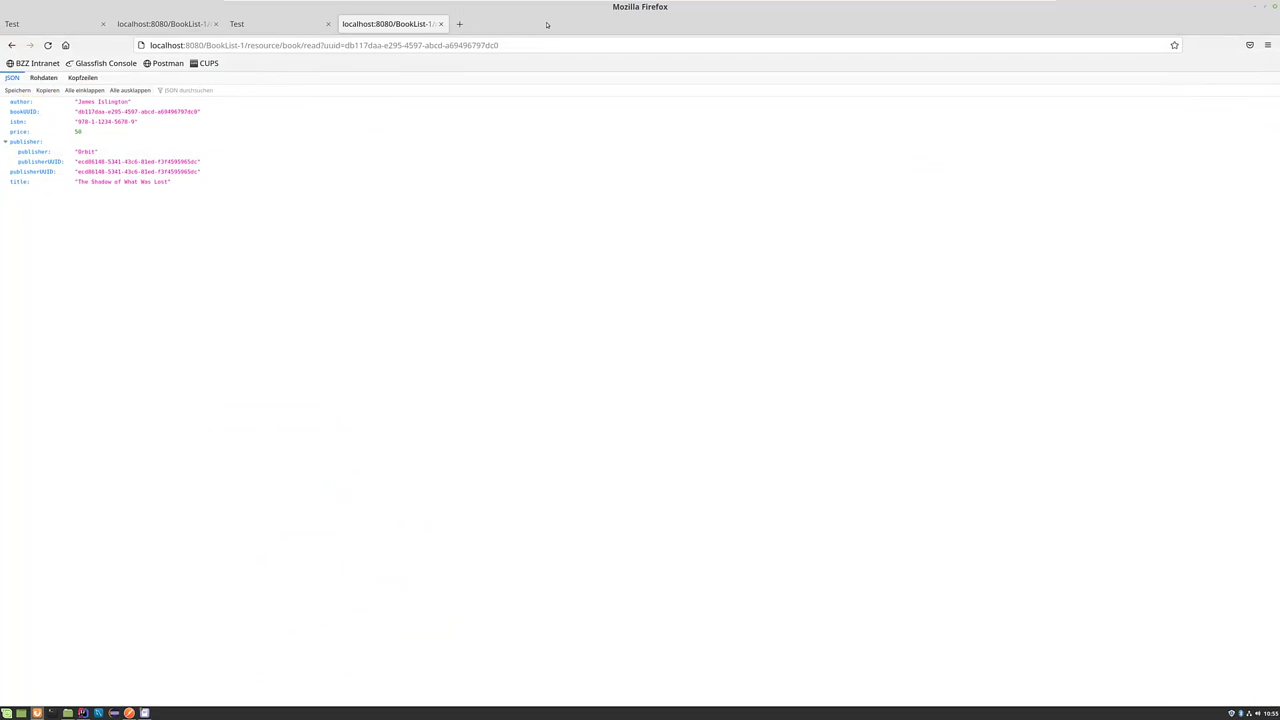 Mozilla Firefox
Test
localhost:8080/BookList-1/
Test
localhost:8080/BookList-1/
localhost:8080/BookList-1/resource/book/read?uuid=db117daa-e295-4597-abcd-a69496797dc0
BZZ Intranet Glassfish Console Postman CUPS
JSON Rohdaten Kopfzeilen
Speichern Kopieren Alle einklappen Alle ausklappen JSON durchsuchen
author: "James Islington"
bookUUID: "db117daa-e295-4597-abcd-a69496797dc0"
isbn: "978-1-1234-5678-9"
price: 50
publisher:
publisher: "Orbit"
publisherUUID: "ecd86148-5341-43c6-81ed-f3f4595965dc"
publisherUUID: "ecd86148-5341-43c6-81ed-f3f4595965dc"
title: "The Shadow of What Was Lost"
10:55